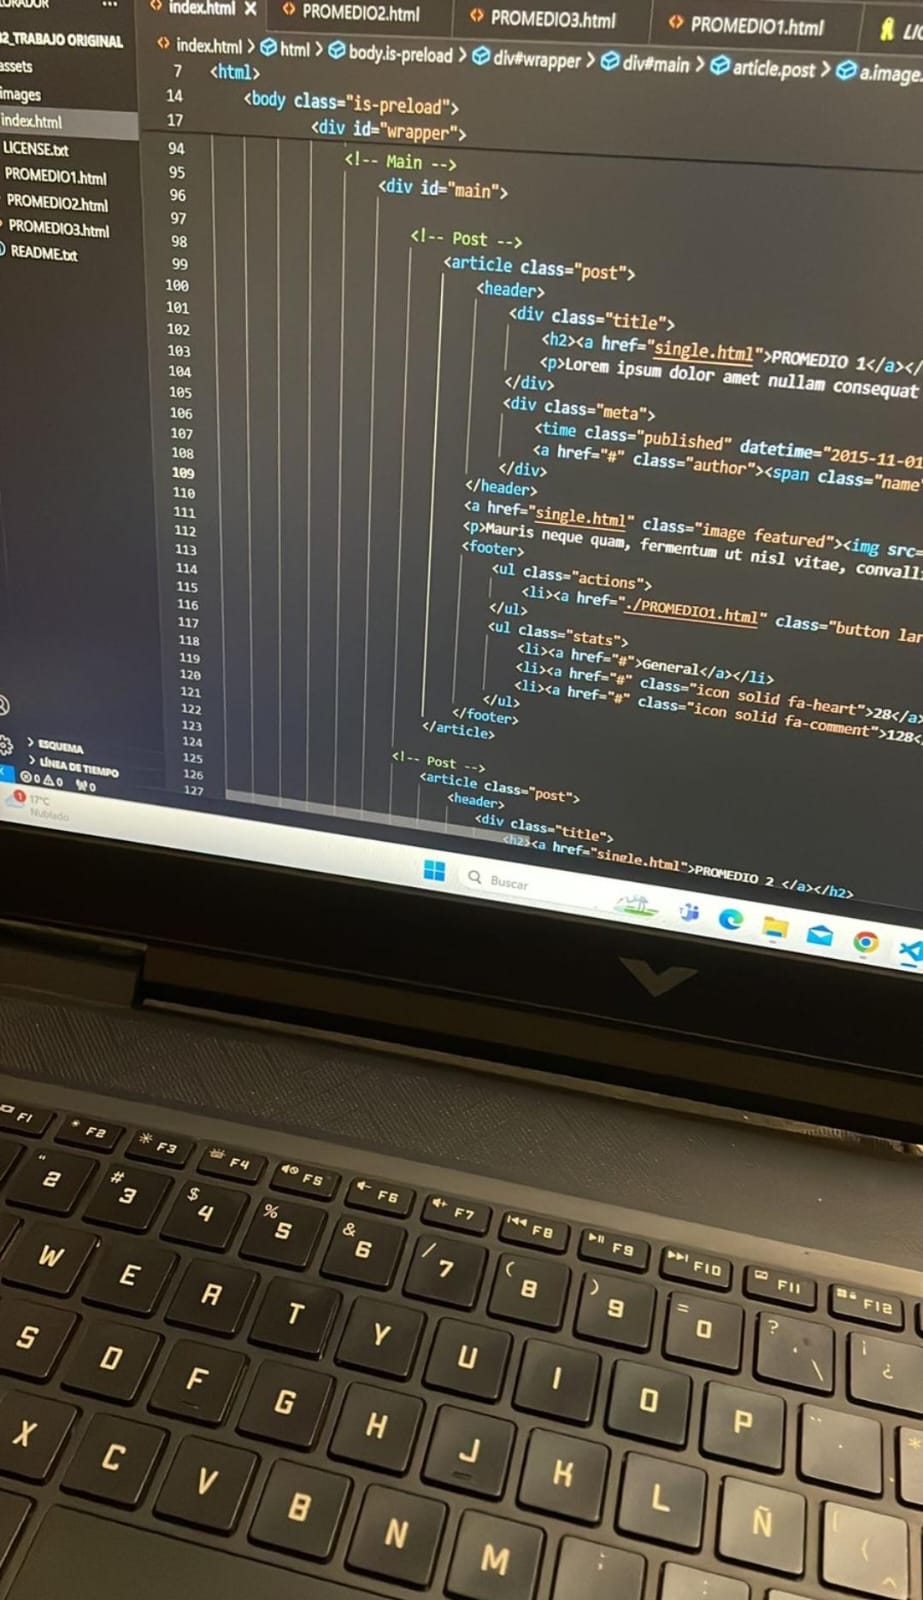 index.html PROMEDIO2.html PROMEDIO3.html PROMEDIO1.html
02_TRABAJO ORIGINAL
assets
images
index.html
LICENSE.txt
PROMEDIO1.html
PROMEDIO2.html
PROMEDIO3.html
README.txt
index.html > html > body.is-preload > div#wrapper > div#main > article.post > a.image.
7 <html>
14 <body class="is-preload">
17 <div id="wrapper">
94
95 <!-- Main -->
96 <div id="main">
97
98 <!-- Post -->
99 <article class="post">
100 <header>
101 <div class="title">
102 <h2><a href="single.html">PROMEDIO 1</a></
103 <p>Lorem ipsum dolor amet nullam consequat
104 </div>
105 <div class="meta">
106 <time class="published" datetime="2015-11-01
107 <a href="#" class="author"><span class="name"
108 </div>
109 </header>
110 <a href="single.html" class="image featured"><img src=
111 <p>Mauris neque quam, fermentum ut nisl vitae, convall
112 <footer>
113 <ul class="actions">
114 <li><a href="./PROMEDIO1.html" class="button lar
115 </ul>
116 <ul class="stats">
117 <li><a href="#">General</a></li>
118 <li><a href="#" class="icon solid fa-heart">28</a>
119 <li><a href="#" class="icon solid fa-comment">128<
120 </ul>
121 </footer>
122 </article>
123
124 <!-- Post -->
125 <article class="post">
126 <header>
127 <div class="title">
<h2><a href="single.html">PROMEDIO 2 </a></h2>
ESQUEMA
LÍNEA DE TIEMPO
0 0 0
1 17°C
Nublado
Buscar
F1 F2 F3 F4 F5 F6 F7 F8 F9 F10 F11 F12
" 2 # 3 $ 4 % 5 & 6 / 7 ( 8 ) 9 = 0 ? ' \ ¡ ¿
W E R T Y U I O P
S D F G H J K L Ñ
X C V B N M